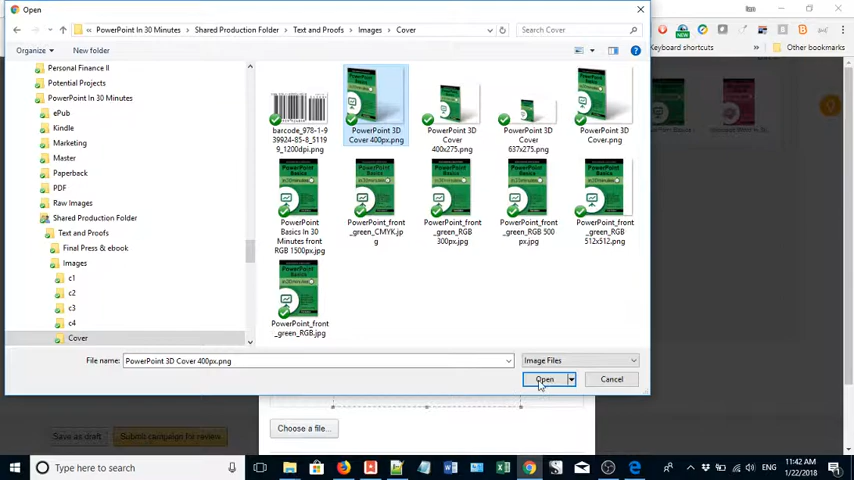 Open
« PowerPoint In 30 Minutes › Shared Production Folder › Text and Proofs › Images › Cover
Search Cover
Organize
New folder
Keyboard shortcuts
Other bookmarks
Personal Finance II
Potential Projects
PowerPoint In 30 Minutes
ePub
Kindle
Marketing
Master
Paperback
PDF
Raw Images
Shared Production Folder
Text and Proofs
Final Press & ebook
Images
c1
c2
c3
c4
Cover
barcode_978-1-9
39924-85-8_5119
9_1200dpi.png
PowerPoint 3D
Cover 400px.png
PowerPoint 3D
Cover
400x275.png
PowerPoint 3D
Cover
637x275.png
PowerPoint 3D
Cover.png
PowerPoint
Basics In 30
Minutes front
RGB 1500px.jpg
PowerPoint_front
_green_CMYK.jp
g
PowerPoint_front
_green_RGB
300px.jpg
PowerPoint_front
_green_RGB 500
px.jpg
PowerPoint_front
_green_RGB
512x512.png
PowerPoint_front
_green_RGB.jpg
File name:
PowerPoint 3D Cover 400px.png
Image Files
Open
Cancel
Choose a file...
Save as draft
Submit campaign for review
Type here to search
ENG
11:42 AM
1/22/2018